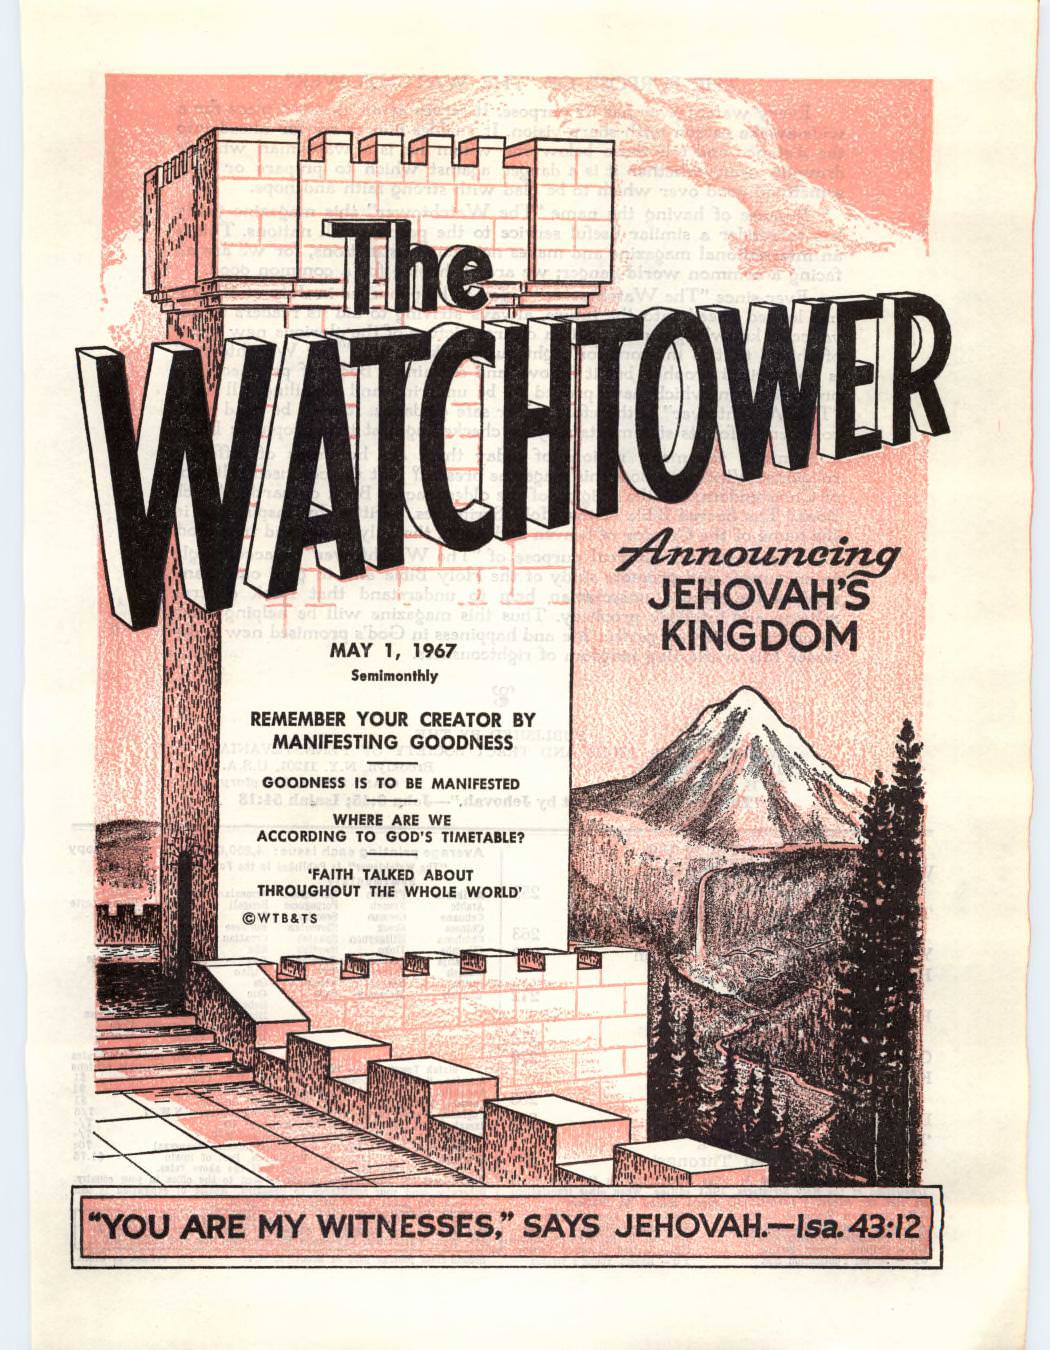 The
WATCHTOWER
Announcing
JEHOVAH'S
KINGDOM
MAY 1, 1967
Semimonthly
REMEMBER YOUR CREATOR BY
MANIFESTING GOODNESS
GOODNESS IS TO BE MANIFESTED
WHERE ARE WE
ACCORDING TO GOD'S TIMETABLE?
'FAITH TALKED ABOUT
THROUGHOUT THE WHOLE WORLD'
©WTB&TS
"YOU ARE MY WITNESSES," SAYS JEHOVAH.—Isa. 43:12